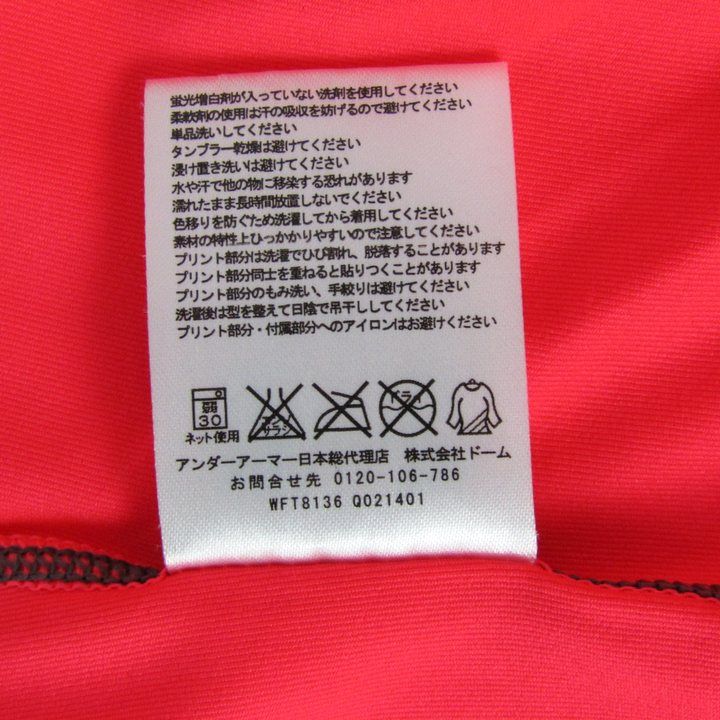 蛍光増白剤が入っていない洗剤を使用してください
柔軟剤の使用は汗の吸収を妨げるので避けてください
単品洗いしてください
タンブラー乾燥は避けてください
浸け置き洗いは避けてください
水や汗で他の物に移染する恐れがあります
濡れたまま長時間放置しないでください
色移りを防ぐため洗濯してから着用してください
素材の特性上ひっかかりやすいので注意してください
プリント部分は洗濯でひび割れ、脱落することがあります
プリント部分同士を重ねると貼りつくことがあります
プリント部分のもみ洗い、手絞りは避けてください
洗濯後は型を整えて日陰で吊干ししてください
プリント部分・付属部分へのアイロンはお避けください
弱
30
エンソ
サラシ
ドライ
ネット使用
アンダーアーマー日本総代理店 株式会社ドーム
お問合せ先 0120-106-786
WFT8136 Q021401